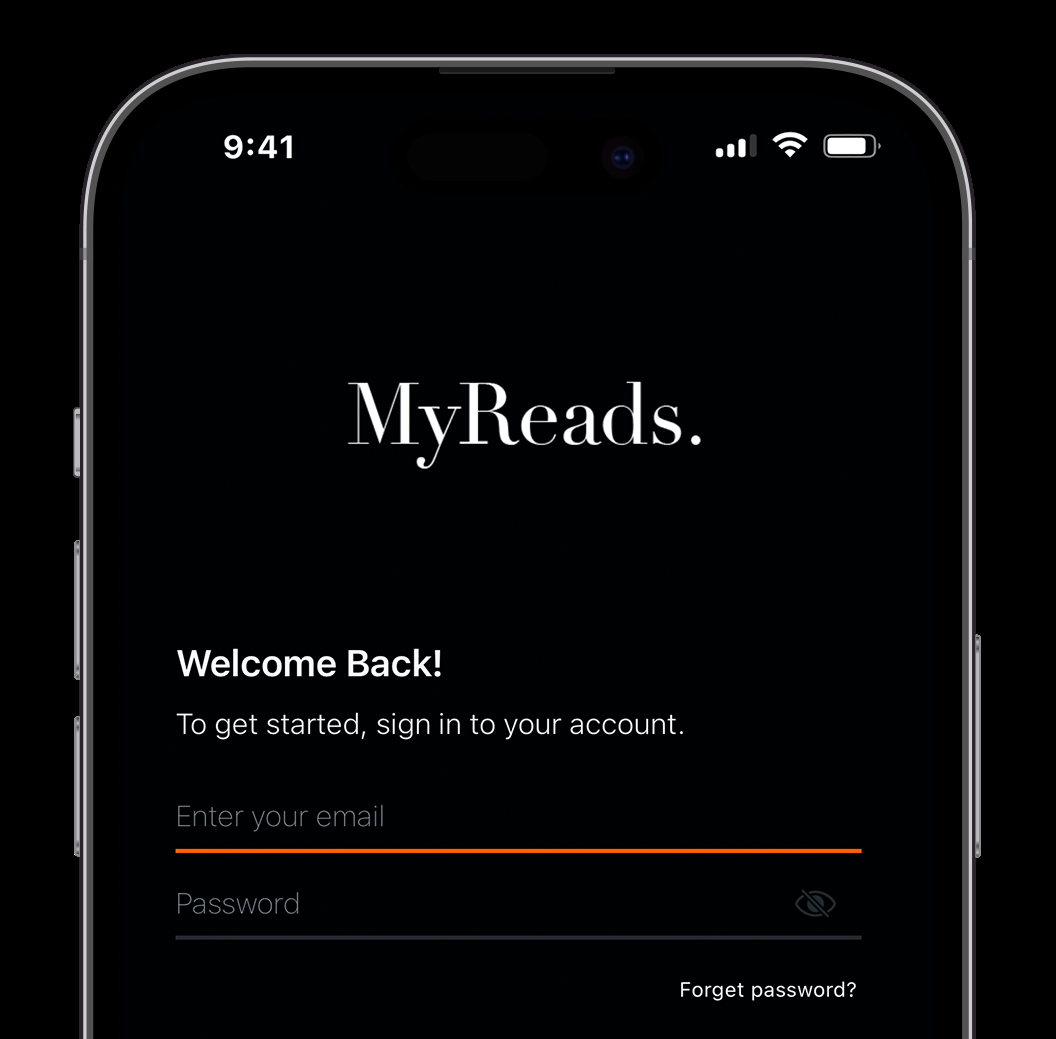 9:41
MyReads.
Welcome Back!
To get started, sign in to your account.
Enter your email
Password
Forget password?